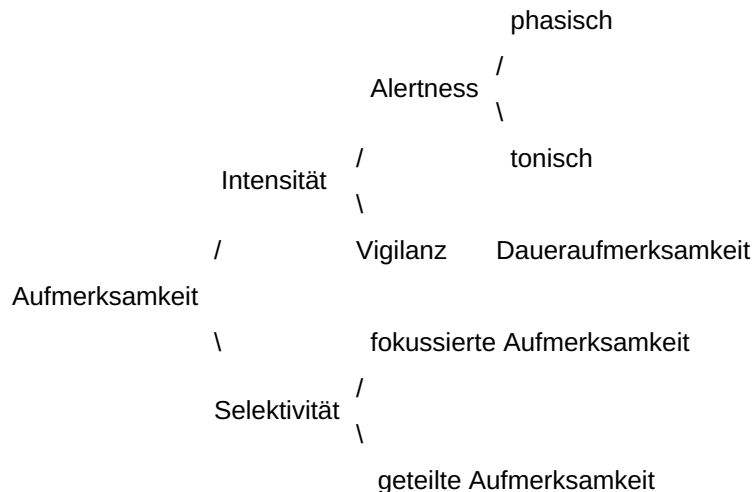 phasisch
/
Alertness
\
/ tonisch
Intensität
\
/ Vigilanz Daueraufmerksamkeit
Aufmerksamkeit
\ fokussierte Aufmerksamkeit
/
Selektivität
\
geteilte Aufmerksamkeit